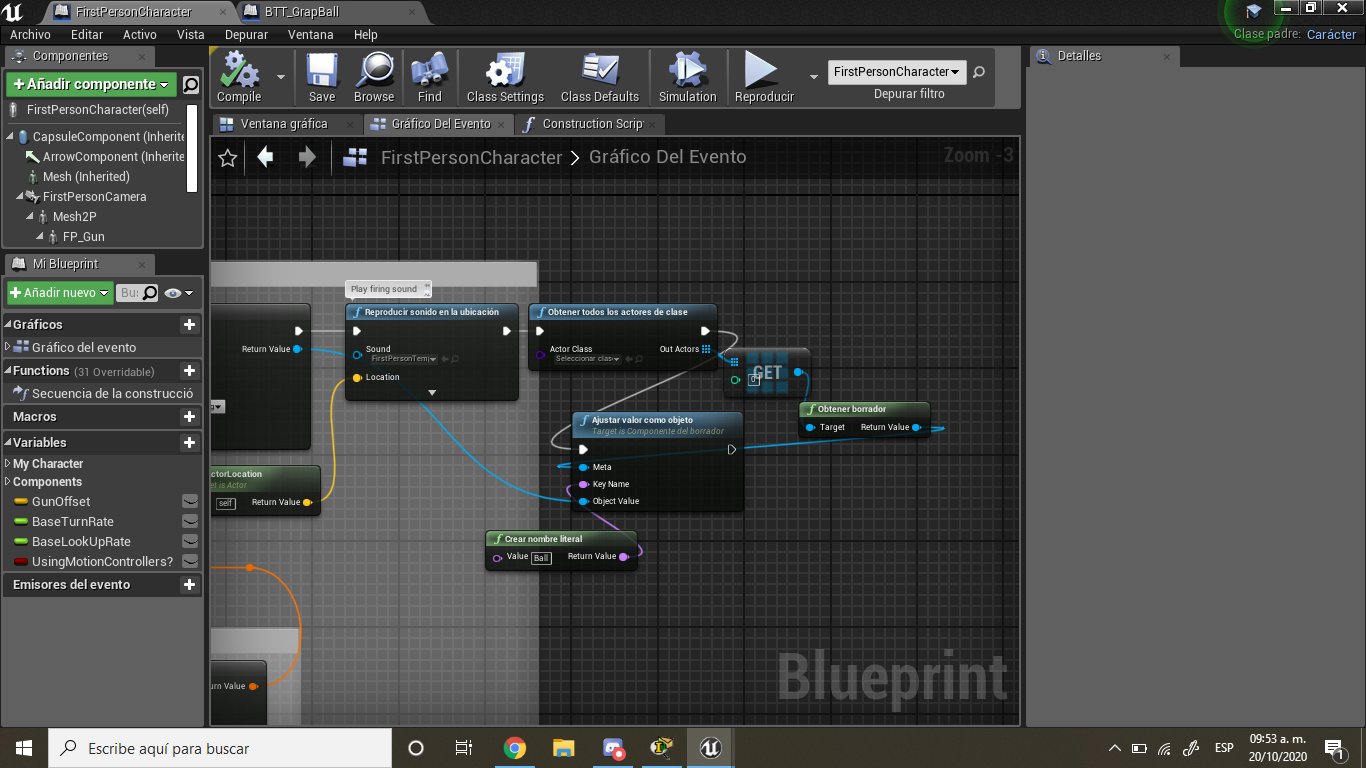 FirstPersonCharacter
BTT_GrapBall
Archivo Editar Activo Vista Depurar Ventana Help
Clase padre: Carácter
Componentes
Añadir componente
FirstPersonCharacter(self)
CapsuleComponent (Inherite
ArrowComponent (Inherite
Mesh (Inherited)
FirstPersonCamera
Mesh2P
FP_Gun
Mi Blueprint
Añadir nuevo
Bus
Gráficos
Gráfico del evento
Functions (31 Overridable)
Secuencia de la construcció
Macros
Variables
My Character
Components
GunOffset
BaseTurnRate
BaseLookUpRate
UsingMotionControllers?
Emisores del evento
Compile
Save
Browse
Find
Class Settings
Class Defaults
Simulation
Reproducir
FirstPersonCharacter
Depurar filtro
Ventana gráfica
Gráfico Del Evento
Construction Scrip
FirstPersonCharacter > Gráfico Del Evento
Zoom -3
Play firing sound
Return Value
Reproducir sonido en la ubicación
Sound
FirstPersonTemp
Location
Obtener todos los actores de clase
Actor Class
Seleccionar clas
Out Actors
GET
0
Obtener borrador
Target Return Value
Ajustar valor como objeto
Target is Componente del borrador
Meta
Key Name
Object Value
ctorLocation
et is Actor
self Return Value
Crear nombre literal
Value Ball Return Value
urn Value
Blueprint
Detalles
Escribe aquí para buscar
ESP
09:53 a. m.
20/10/2020
1